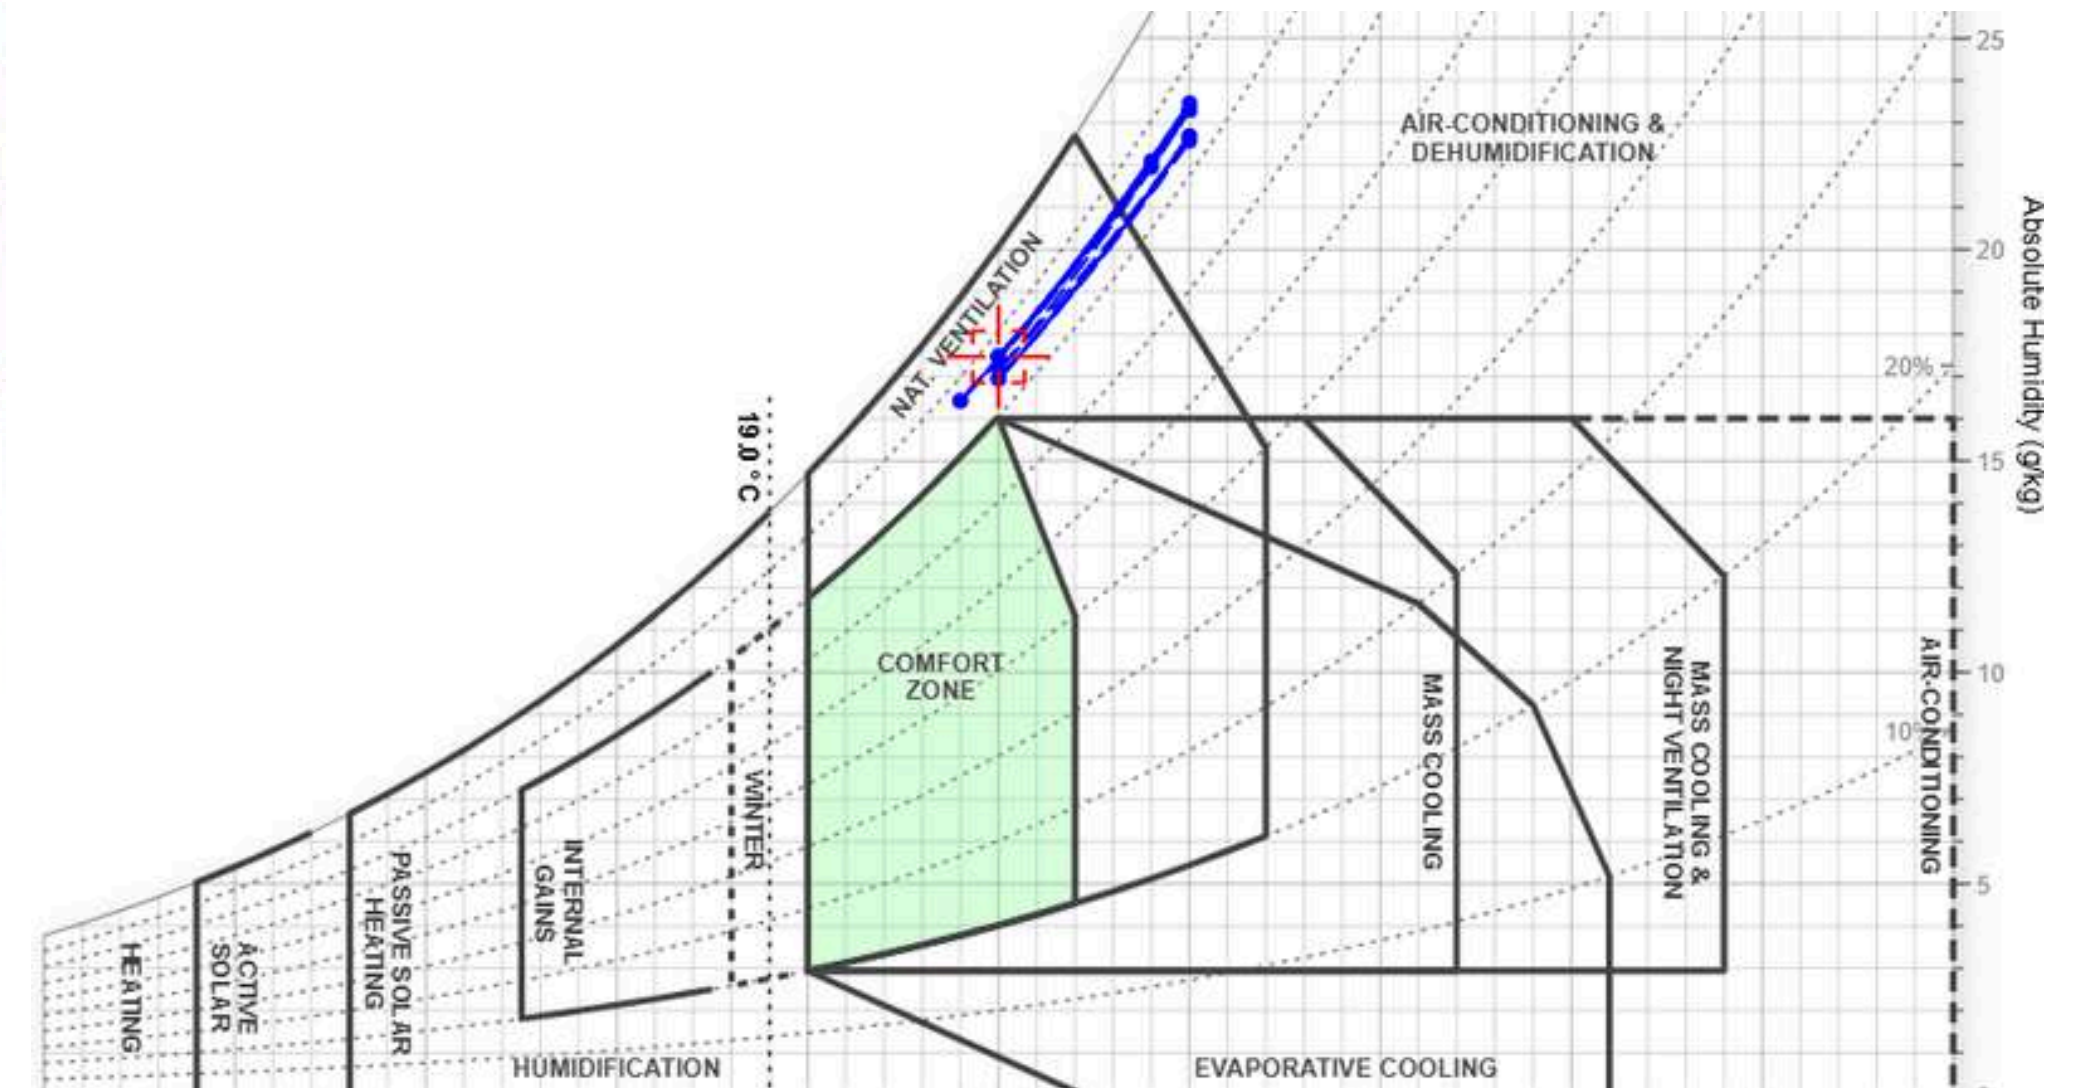 25
AIR-CONDITIONING &
DEHUMIDIFICATION
Absolute Humidity (g/kg)
20
NAT. VENTILATION
20%
19.0 °C
15
COMFORT
ZONE
10
MASS COOLING
MASS COOLING &
NIGHT VENTILATION
AIR-CONDITIONING
10%
WINTER
INTERNAL
GAINS
PASSIVE SOLAR
HEATING
5
ACTIVE
SOLAR
HEATING
HUMIDIFICATION
EVAPORATIVE COOLING